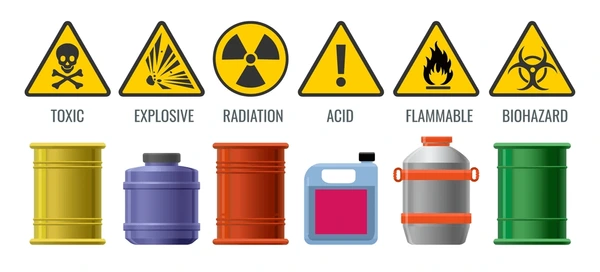 TOXIC
EXPLOSIVE
RADIATION
ACID
FLAMMABLE
BIOHAZARD